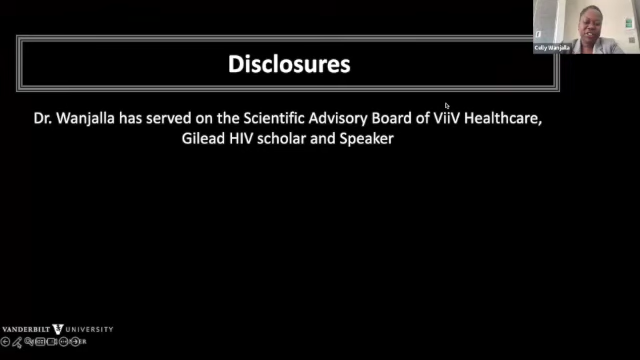 Disclosures
Celly Wanjalla
Dr. Wanjalla has served on the Scientific Advisory Board of ViiV Healthcare,
Gilead HIV scholar and Speaker
VANDERBILT V UNIVERSITY